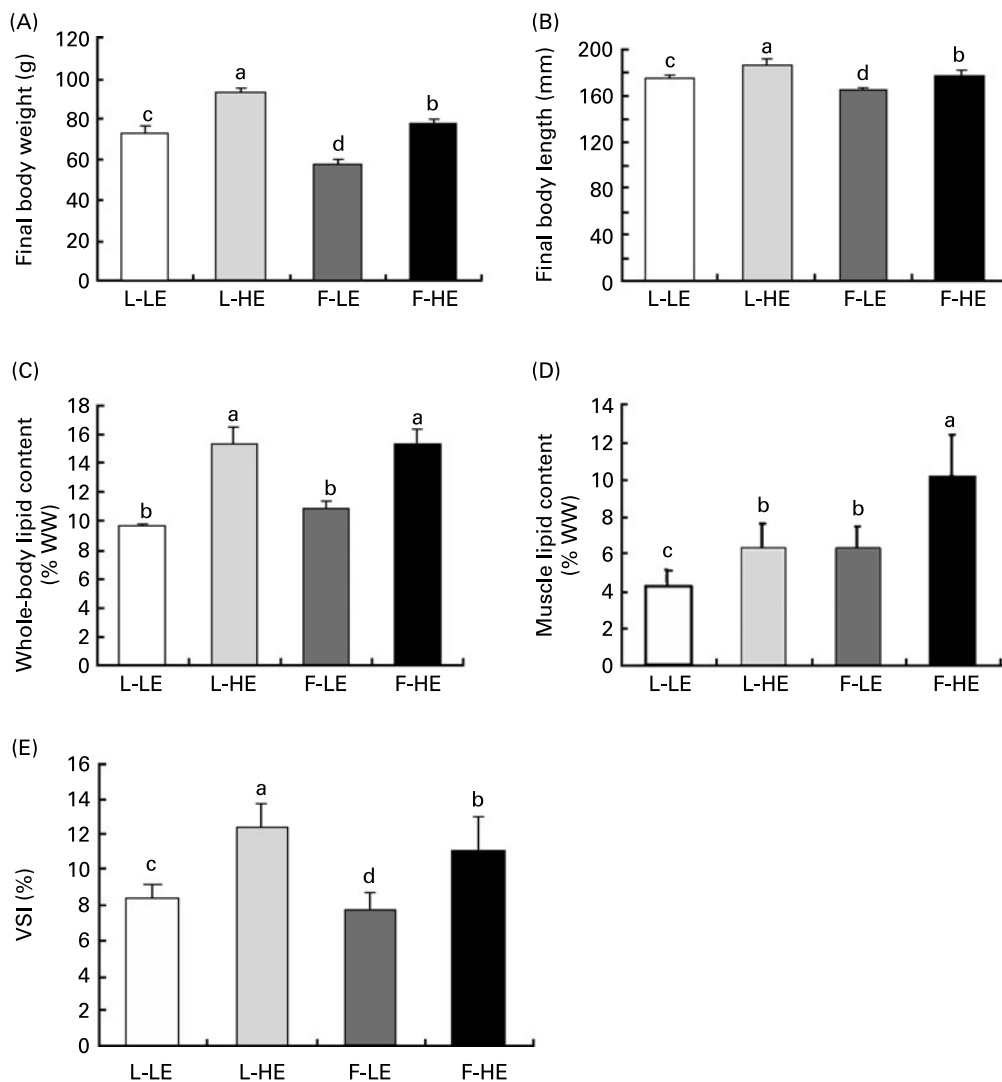 (A)
Final body weight (g)
120
100
80
60
40
20
0
c
a
d
b
L-LE L-HE F-LE F-HE
(B)
Final body length (mm)
200
160
120
80
40
0
c
a
d
b
L-LE L-HE F-LE F-HE
(C)
Whole-body lipid content
(% WW)
18
16
14
12
10
8
6
4
2
0
b
a
b
a
L-LE L-HE F-LE F-HE
(D)
Muscle lipid content
(% WW)
14
12
10
8
6
4
2
0
c
b
b
a
L-LE L-HE F-LE F-HE
(E)
VSI (%)
16
14
12
10
8
6
4
2
0
c
a
d
b
L-LE L-HE F-LE F-HE